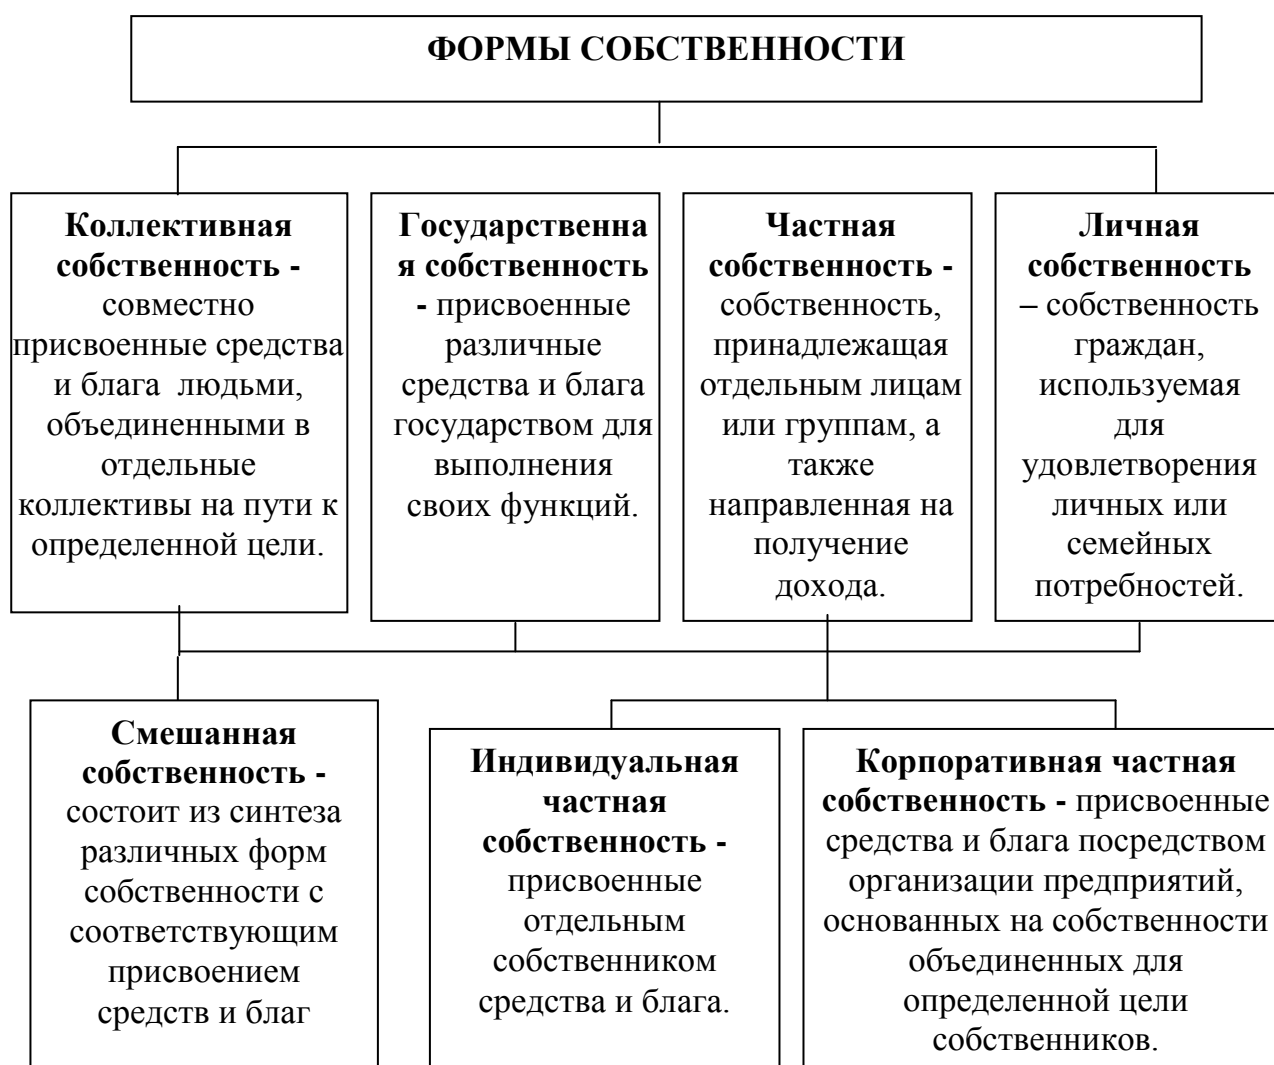 ФОРМЫ СОБСТВЕННОСТИ
Коллективная
собственность -
совместно
присвоенные средства
и блага людьми,
объединенными в
отдельные
коллективы на пути к
определенной цели.
Государственна
я собственность
- присвоенные
различные
средства и блага
государством для
выполнения
своих функций.
Частная
собственность -
собственность,
принадлежащая
отдельным лицам
или группам, а
также
направленная на
получение
дохода.
Личная
собственность
– собственность
граждан,
используемая
для
удовлетворения
личных или
семейных
потребностей.
Смешанная
собственность -
состоит из синтеза
различных форм
собственности с
соответствующим
присвоением
средств и благ
Индивидуальная
частная
собственность -
присвоенные
отдельным
собственником
средства и блага.
Корпоративная частная
собственность - присвоенные
средства и блага посредством
организации предприятий,
основанных на собственности
объединенных для
определенной цели
собственников.